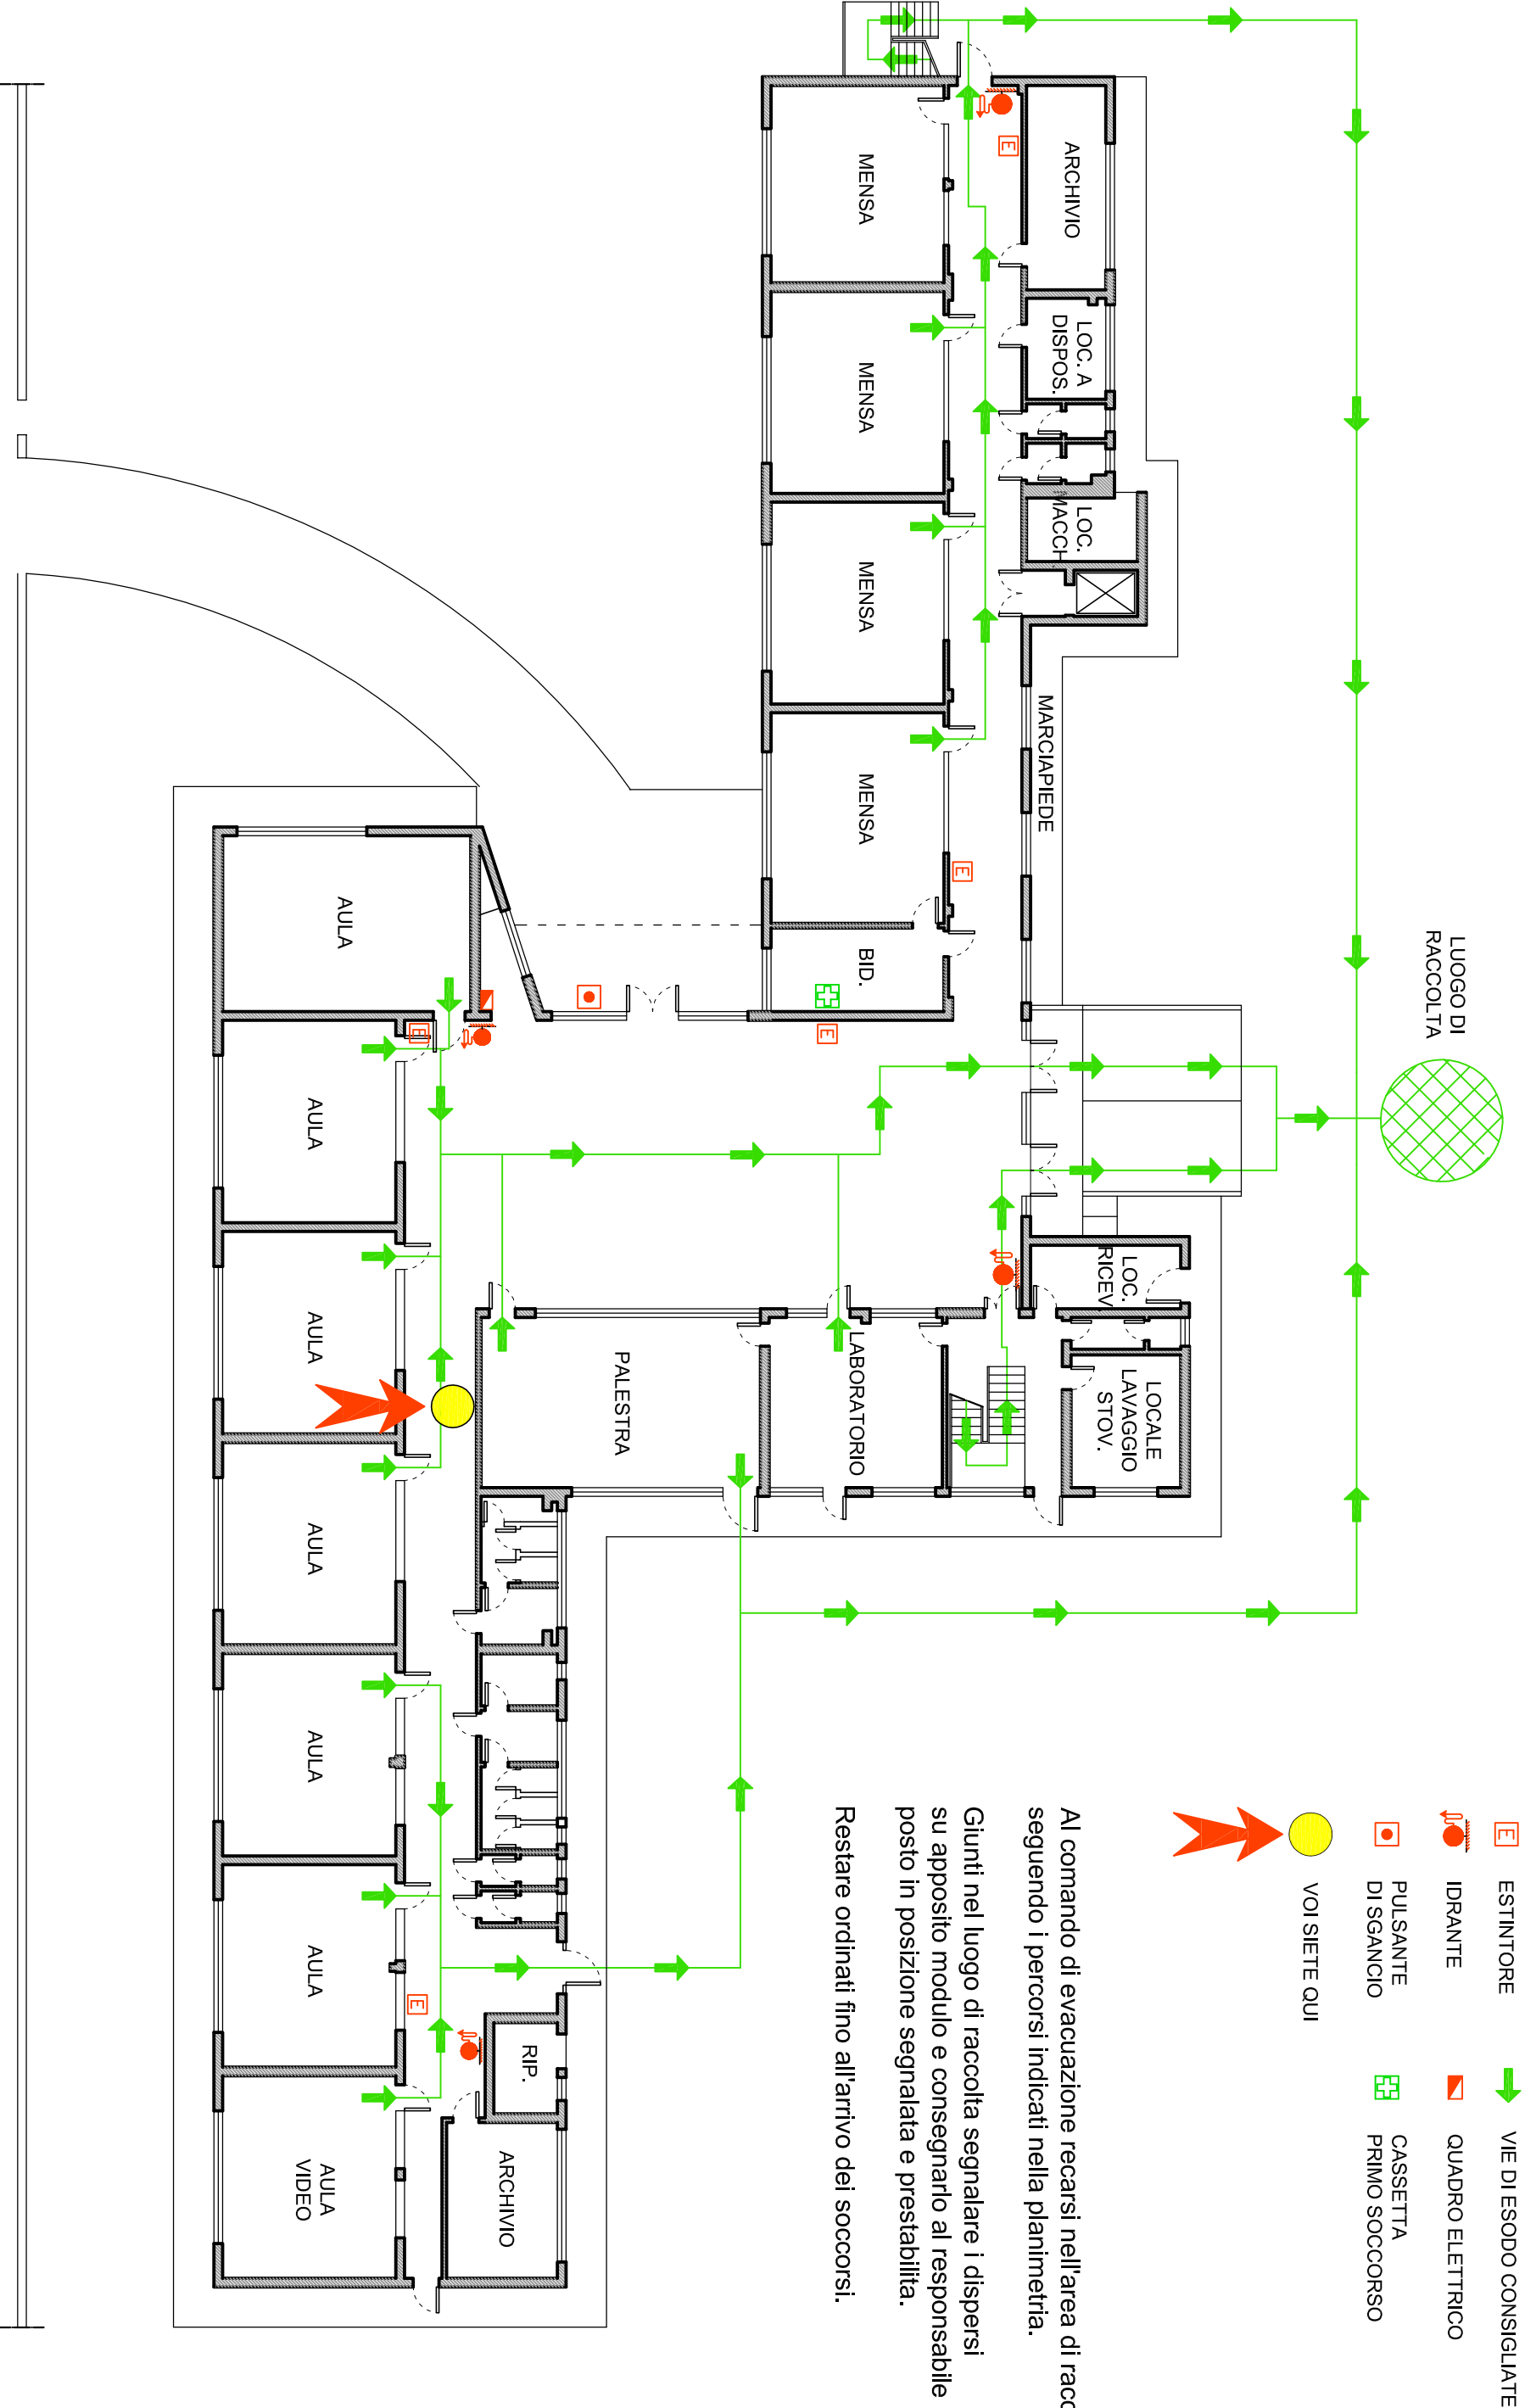 LUOGO DI
RACCOLTA
E
ESTINTORE
VIE DI ESODO CONSIGLIATE
IDRANTE
QUADRO ELETTRICO
PULSANTE
DI SGANCIO
CASSETTA
PRIMO SOCCORSO
VOI SIETE QUI
Al comando di evacuazione recarsi nell'area di racc
seguendo i percorsi indicati nella planimetria.
Giunti nel luogo di raccolta segnalare i dispersi
su apposito modulo e consegnarlo al responsabile
posto in posizione segnalata e prestabilita.
Restare ordinati fino all'arrivo dei soccorsi.
ARCHIVIO
LOC. A
DISPOS.
LOC.
MACCH.
MARCIAPIEDE
LOC.
RICEV
LOCALE
LAVAGGIO
STOV.
E
E
MENSA
MENSA
MENSA
MENSA
BID.
E
LABORATORIO
PALESTRA
RIP.
ARCHIVIO
E
E
AULA
AULA
AULA
AULA
AULA
AULA
AULA
VIDEO